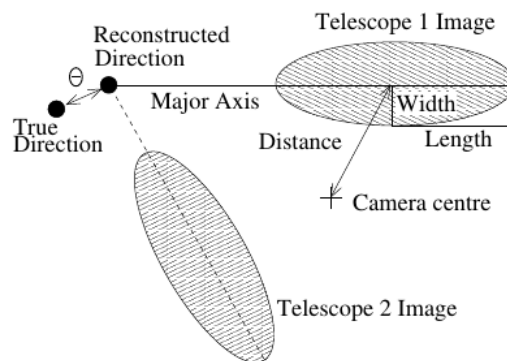 Reconstructed
Direction
Telescope 1 Image
Θ
Major Axis
Width
True
Direction
Distance
Length
Camera centre
Telescope 2 Image